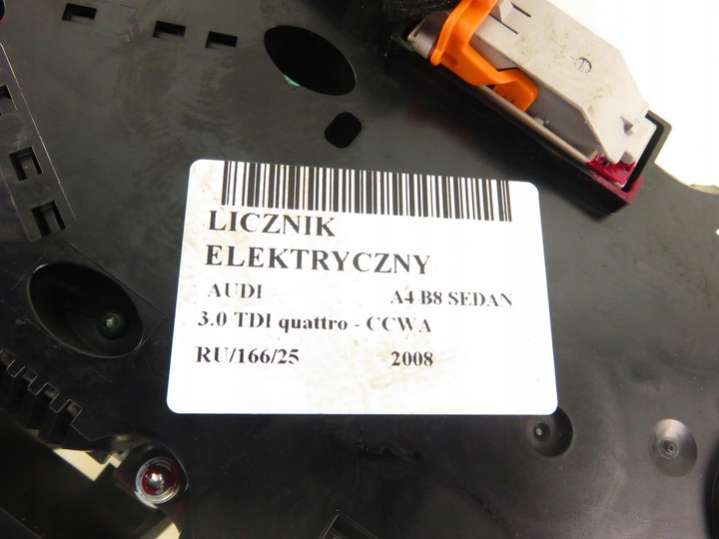 LICZNIK
ELEKTRYCZNY
AUDI A4 B8 SEDAN
3.0 TDI quattro - CCWA
RU/166/25 2008